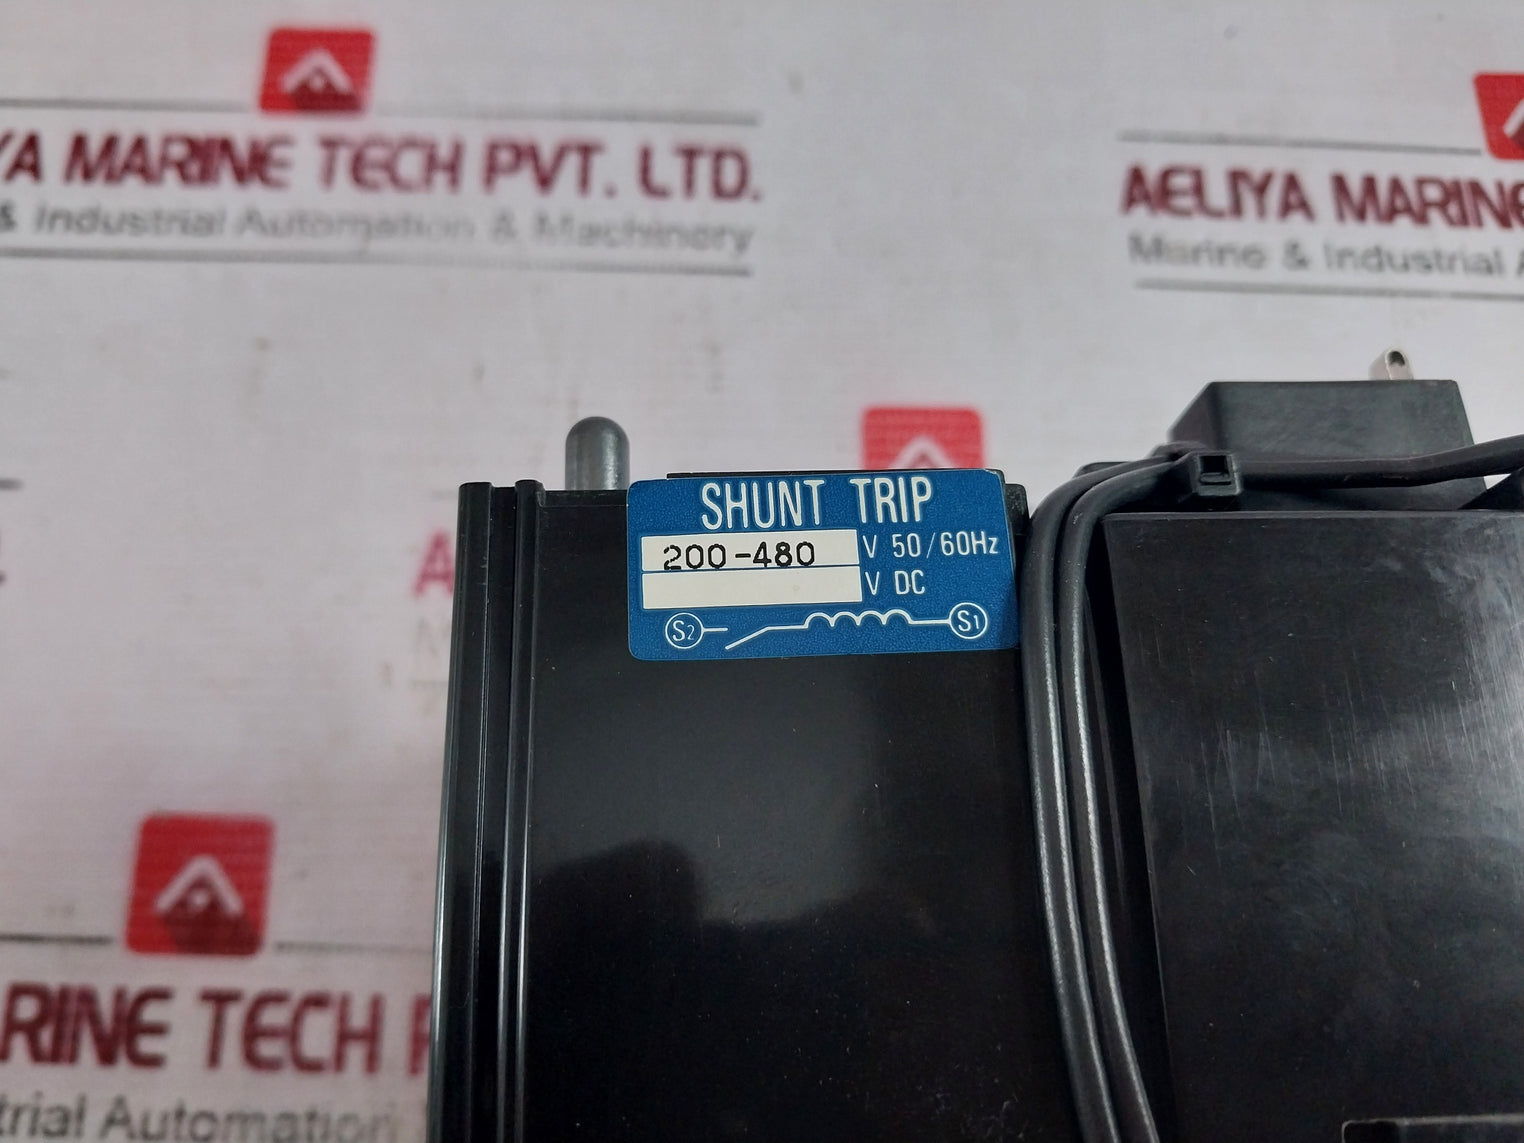 YA MARINE TECH PVT. LTD.
& Industrial Automation & Machinery
AELIYA MARINE
Marine & Industrial A
SHUNT TRIP
200-480 V 50/60Hz
V DC
S2 S1
A
RINE TECH P
trial Automation